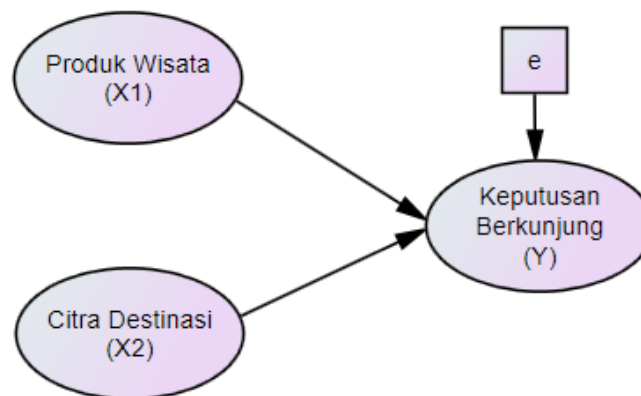 Produk Wisata
(X1)
e
Keputusan
Berkunjung
(Y)
Citra Destinasi
(X2)